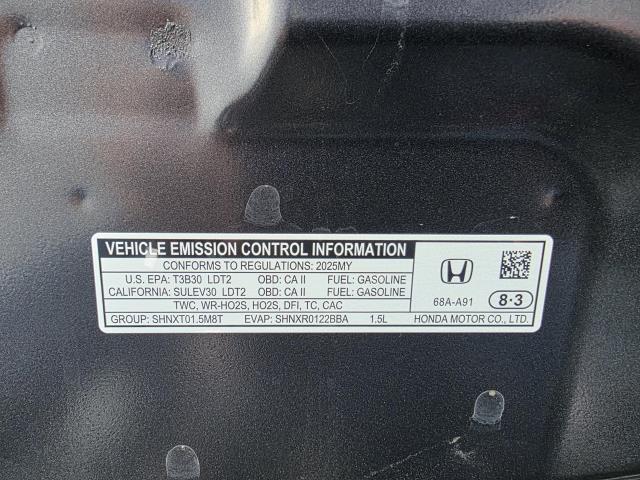 VEHICLE EMISSION CONTROL INFORMATION
CONFORMS TO REGULATIONS: 2025MY
U.S. EPA: T3B30 LDT2 OBD: CA II FUEL: GASOLINE
CALIFORNIA: SULEV30 LDT2 OBD: CA II FUEL: GASOLINE
TWC, WR-HO2S, HO2S, DFI, TC, CAC
GROUP: SHNXT01.5M8T EVAP: SHNXR0122BBA 1.5L
68A-A91 8·3
HONDA MOTOR CO., LTD.